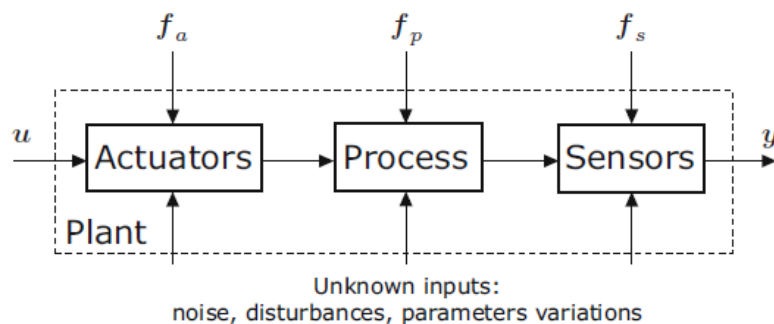 f_a f_p f_s
u Actuators Process Sensors y
Plant
Unknown inputs:
noise, disturbances, parameters variations